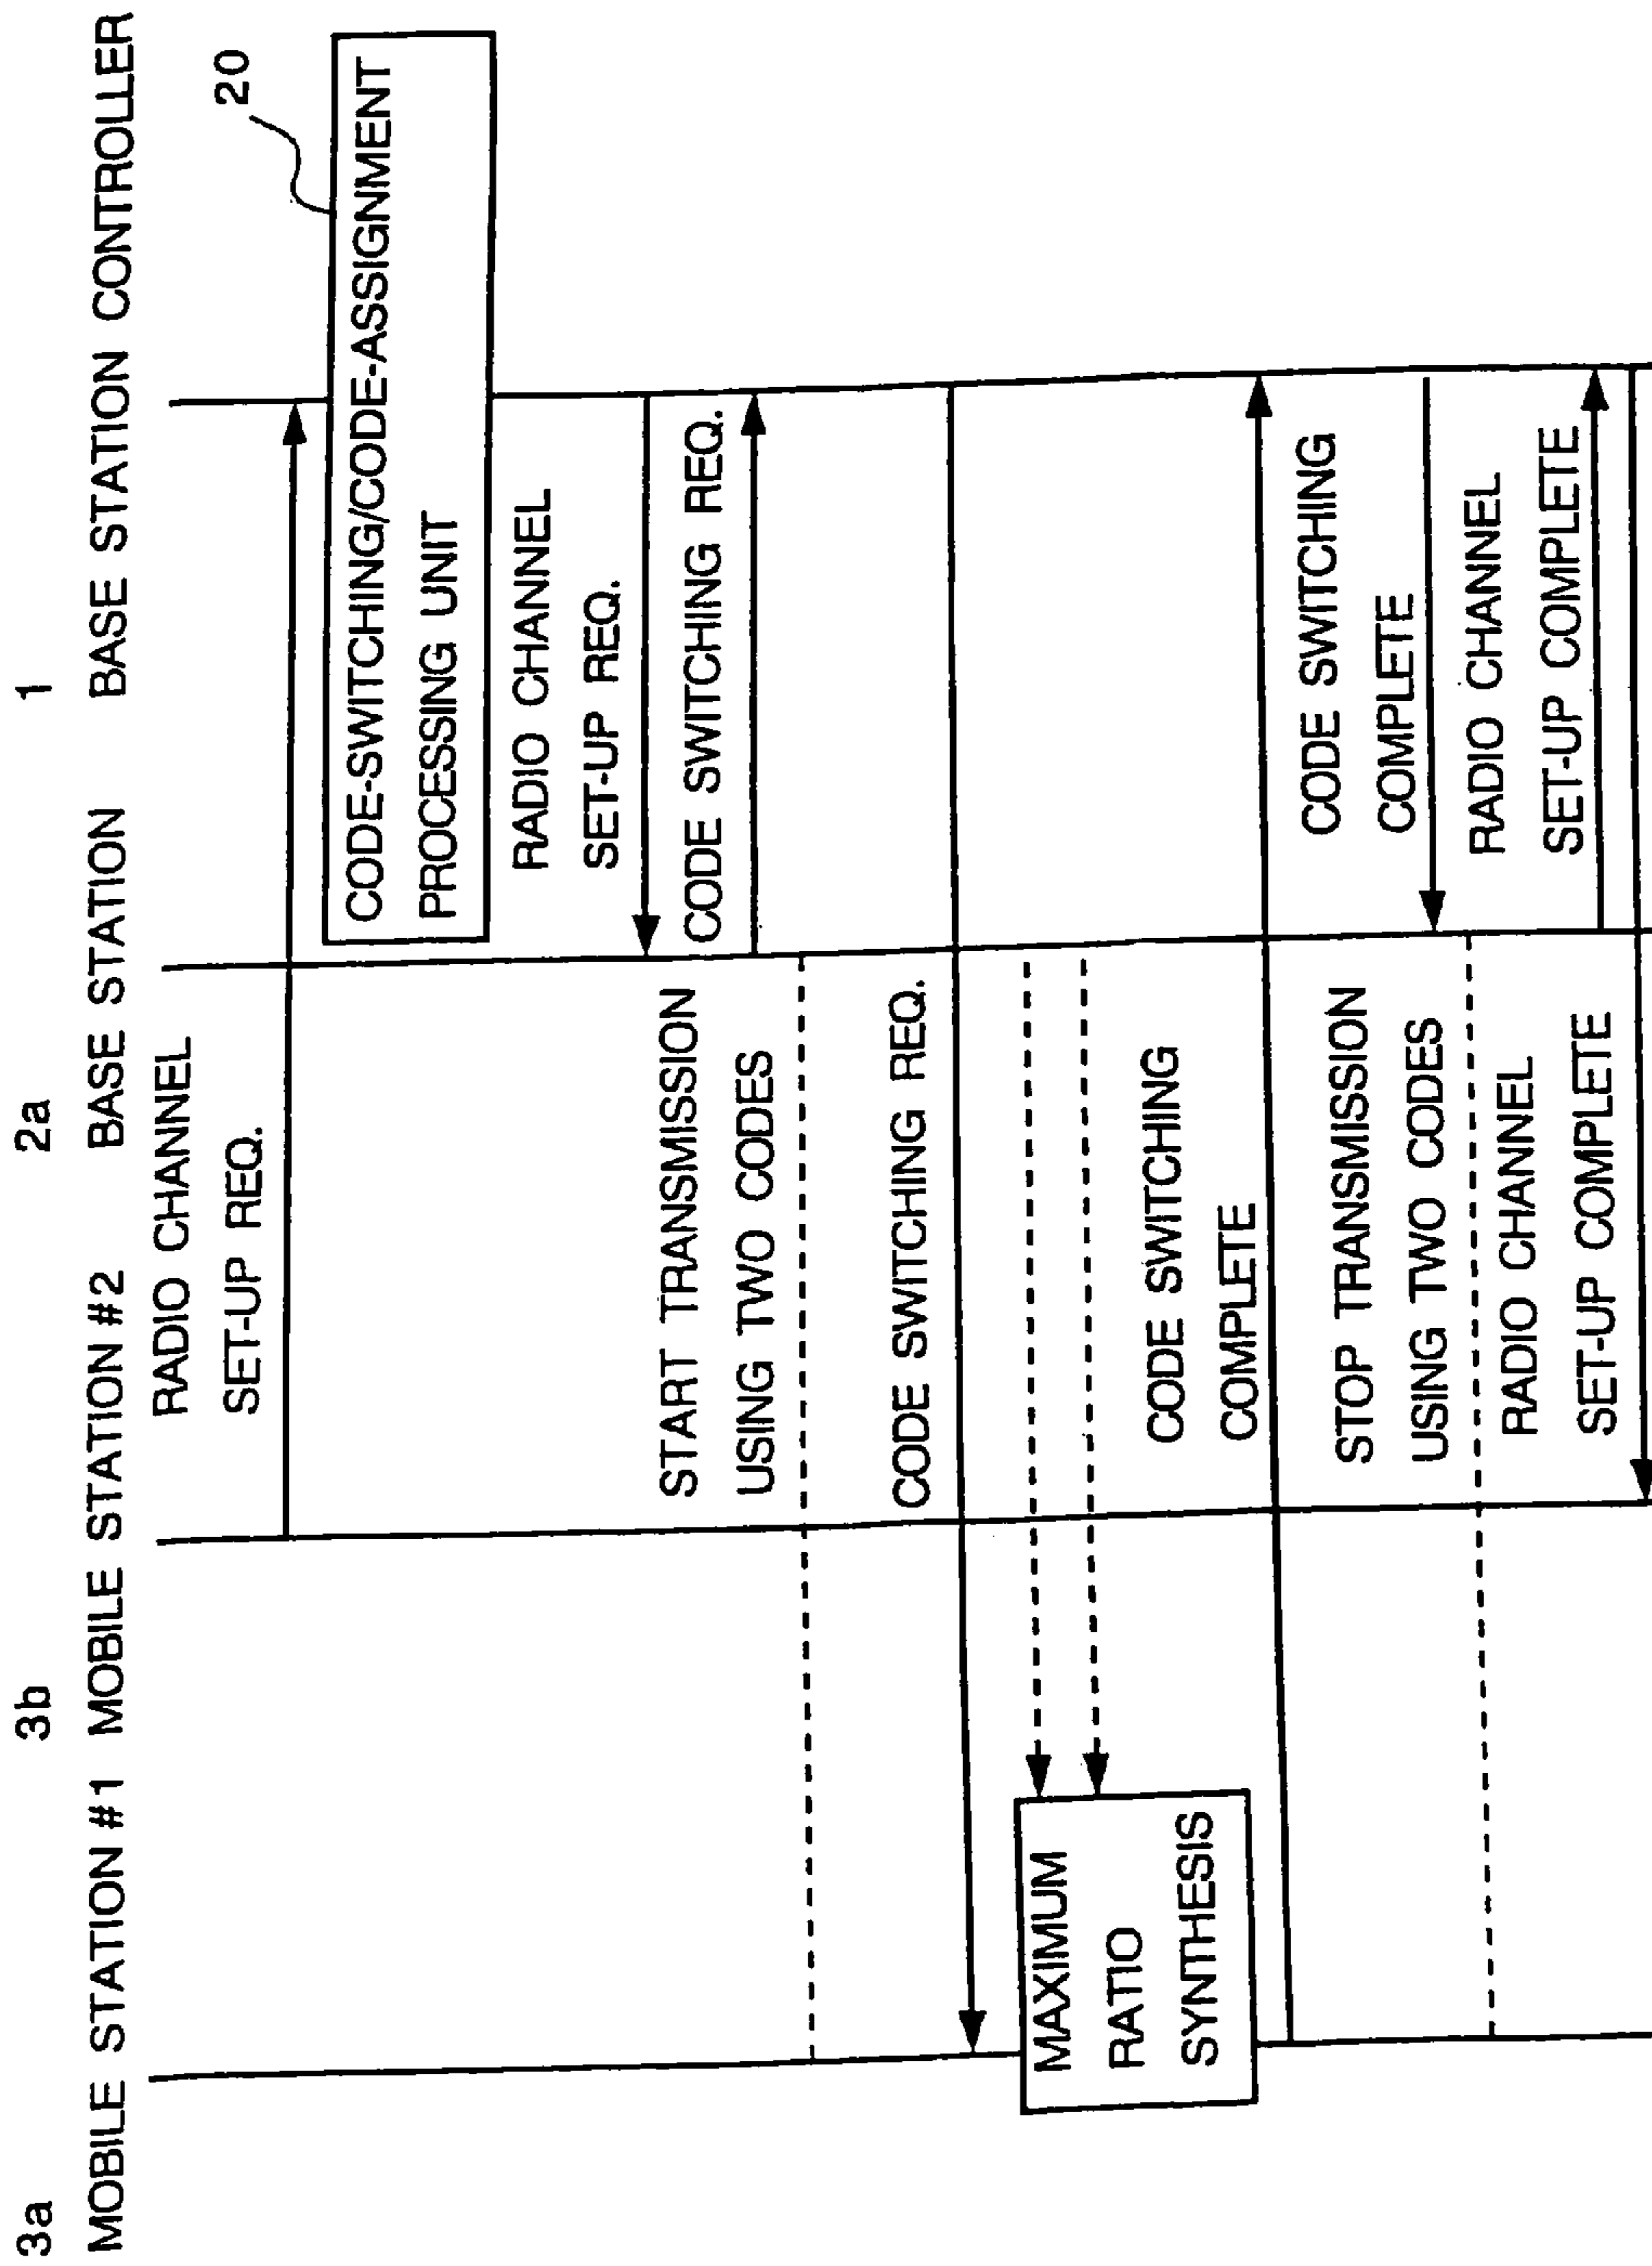 3a
3b
2a
1
MOBILE STATION #1
MOBILE STATION #2
BASE STATION
BASE STATION CONTROLLER
RADIO CHANNEL
SET-UP REQ.
20
CODE-SWITCHING/CODE-ASSIGNMENT
PROCESSING UNIT
RADIO CHANNEL
SET-UP REQ.
CODE SWITCHING REQ.
START TRANSMISSION
USING TWO CODES
CODE SWITCHING REQ.
MAXIMUM
RATIO
SYNTHESIS
CODE SWITCHING
COMPLETE
CODE SWITCHING
COMPLETE
STOP TRANSMISSION
USING TWO CODES
RADIO CHANNEL
SET-UP COMPLETE
RADIO CHANNEL
SET-UP COMPLETE